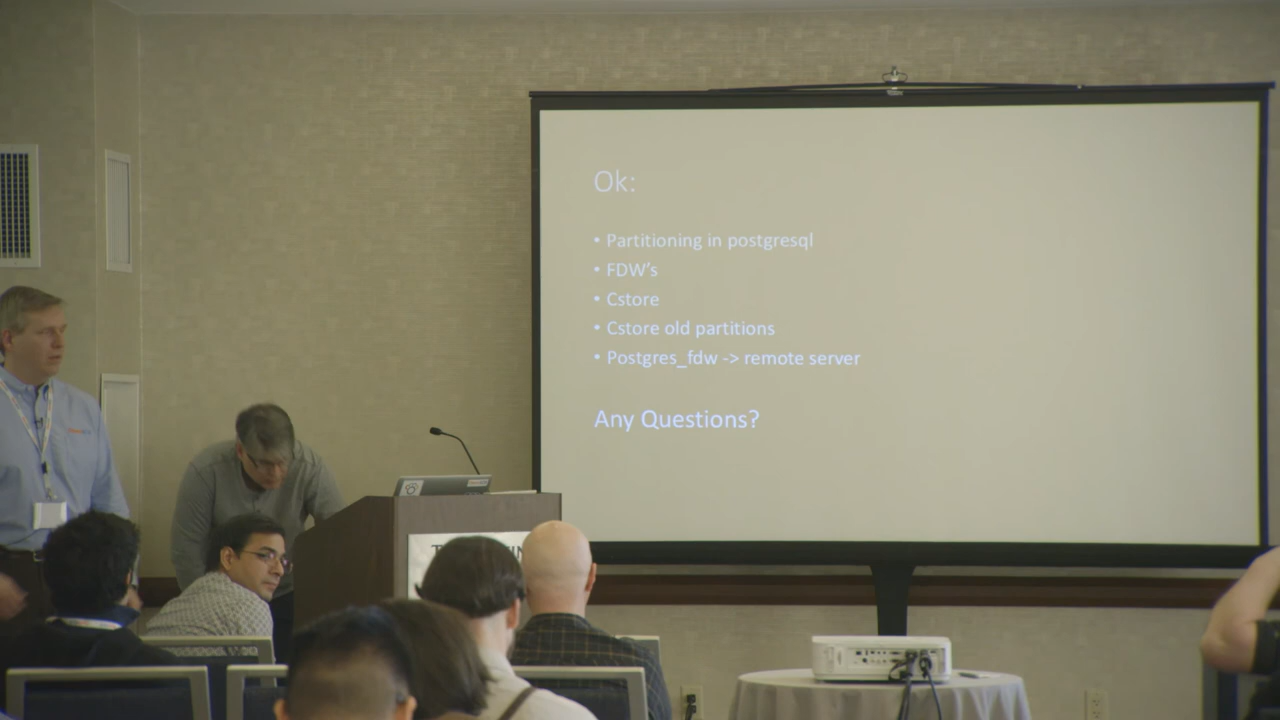 Ok:
• Partitioning in postgresql
• FDW's
• Cstore
• Cstore old partitions
• Postgres_fdw -> remote server
Any Questions?